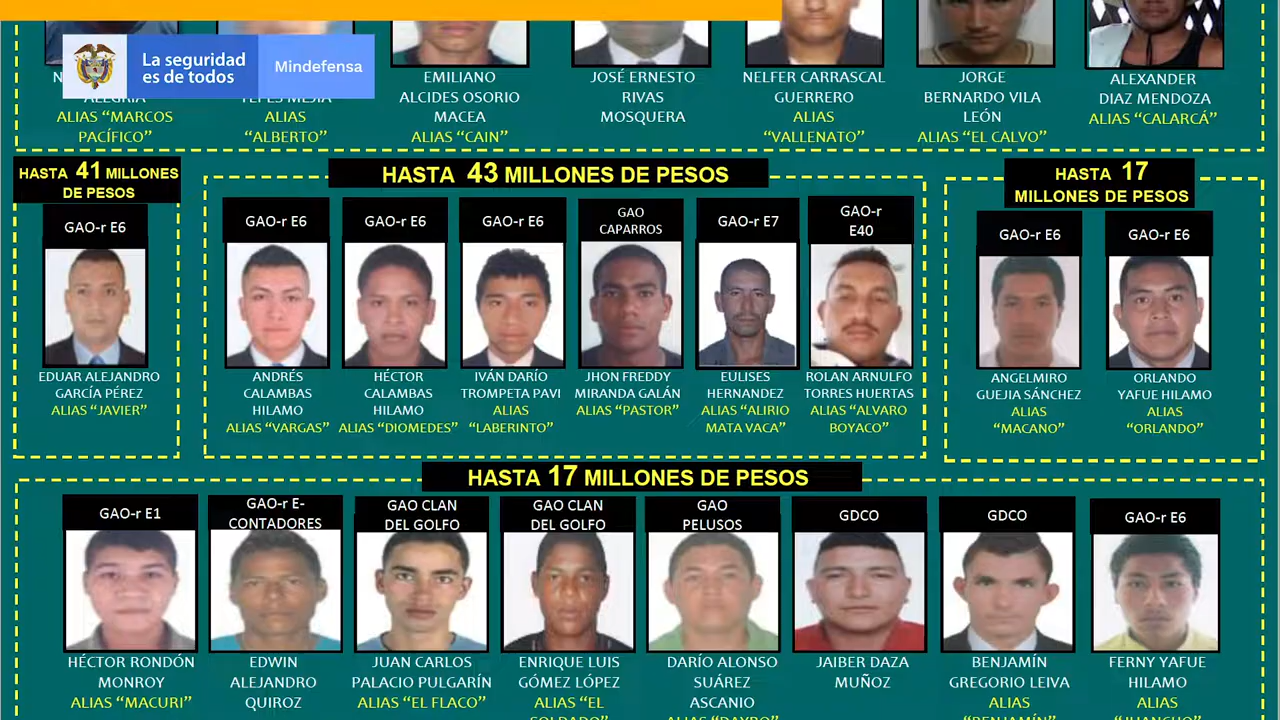 La seguridad
es de todos
Mindefensa
ALIAS “MARCOS
PACÍFICO”
ALIAS
“ALBERTO”
EMILIANO
ALCIDES OSORIO
MACEA
ALIAS “CAIN”
JOSÉ ERNESTO
RIVAS
MOSQUERA
NELFER CARRASCAL
GUERRERO
ALIAS
“VALLENATO”
JORGE
BERNARDO VILA
LEÓN
ALIAS “EL CALVO”
ALEXANDER
DIAZ MENDOZA
ALIAS “CALARCÁ”
HASTA 41 MILLONES
DE PESOS
GAO-r E6
EDUAR ALEJANDRO
GARCÍA PÉREZ
ALIAS “JAVIER”
HASTA 43 MILLONES DE PESOS
GAO-r E6
ANDRÉS
CALAMBAS
HILAMO
ALIAS “VARGAS”
GAO-r E6
HÉCTOR
CALAMBAS
HILAMO
ALIAS “DIOMEDES”
GAO-r E6
IVÁN DARÍO
TROMPETA PAVI
ALIAS
“LABERINTO”
GAO
CAPARROS
JHON FREDDY
MIRANDA GALÁN
ALIAS “PASTOR”
GAO-r E7
EULISES
HERNANDEZ
ALIAS “ALIRIO
MATA VACA”
GAO-r
E40
ROLAN ARNULFO
TORRES HUERTAS
ALIAS “ALVARO
BOYACO”
HASTA 17
MILLONES DE PESOS
GAO-r E6
ANGELMIRO
GUEJIA SÁNCHEZ
ALIAS
“MACANO”
GAO-r E6
ORLANDO
YAFUE HILAMO
ALIAS
“ORLANDO”
HASTA 17 MILLONES DE PESOS
GAO-r E1
HÉCTOR RONDÓN
MONROY
ALIAS “MACURI”
GAO-r E-
CONTADORES
EDWIN
ALEJANDRO
QUIROZ
GAO CLAN
DEL GOLFO
JUAN CARLOS
PALACIO PULGARÍN
ALIAS “EL FLACO”
GAO CLAN
DEL GOLFO
ENRIQUE LUIS
GÓMEZ LÓPEZ
ALIAS “EL
SOLDADO”
GAO
PELUSOS
DARÍO ALONSO
SUÁREZ
ASCANIO
ALIAS “DAYRO”
GDCO
JAIBER DAZA
MUÑOZ
GDCO
BENJAMÍN
GREGORIO LEIVA
ALIAS
“BENJAMÍN”
GAO-r E6
FERNY YAFUE
HILAMO
ALIAS
“JUANCHO”